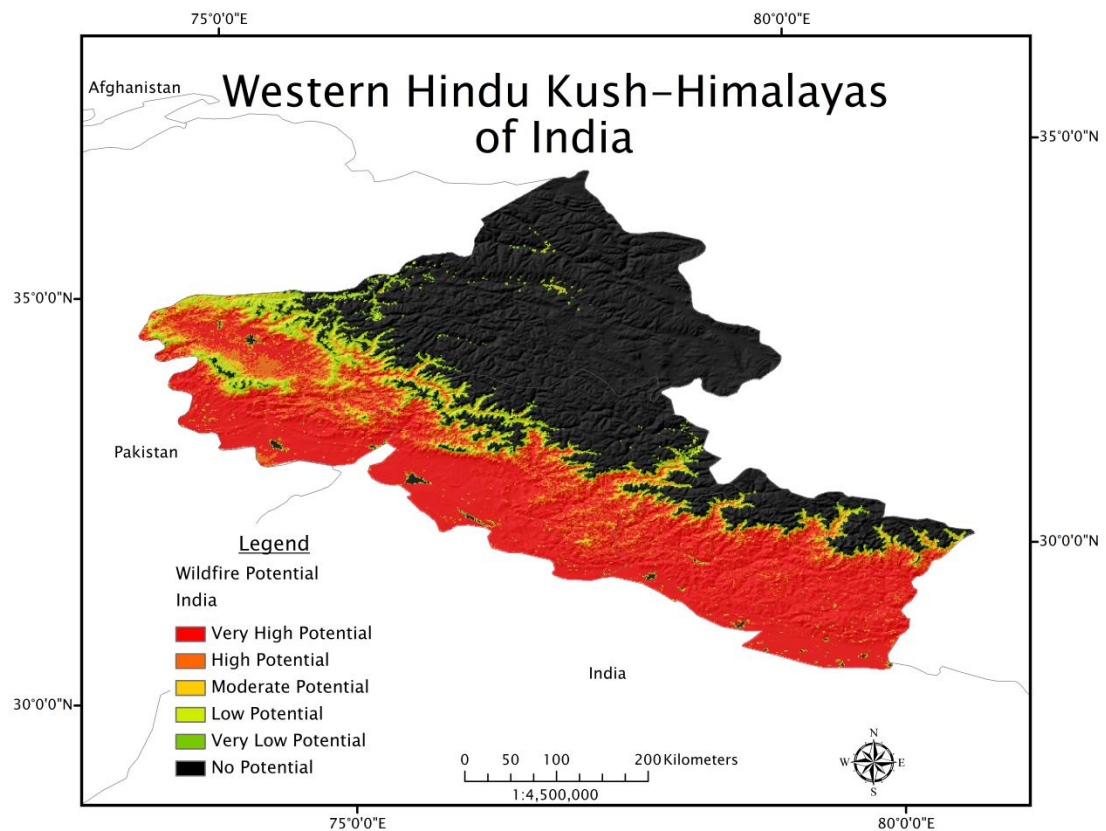 75°0'0"E
80°0'0"E
Western Hindu Kush-Himalayas
of India
Afghanistan
35°0'0"N
35°0'0"N
Pakistan
30°0'0"N
Legend
Wildfire Potential
India
Very High Potential
High Potential
Moderate Potential
Low Potential
Very Low Potential
No Potential
India
30°0'0"N
0 50 100 200 Kilometers
1:4,500,000
N
W E
S
75°0'0"E
80°0'0"E